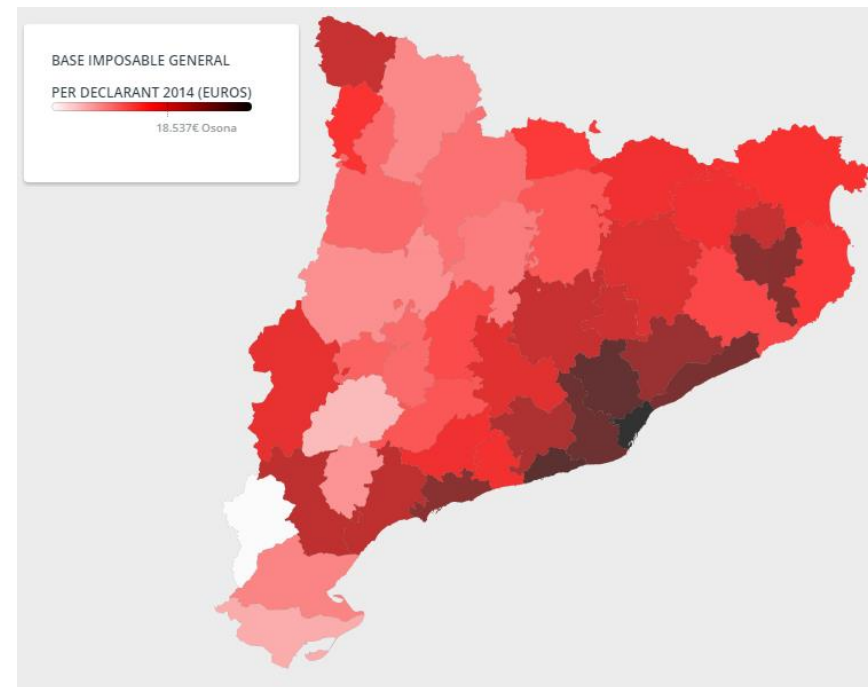 BASE IMPOSABLE GENERAL
PER DECLARANT 2014 (EUROS)
18.537€ Osona